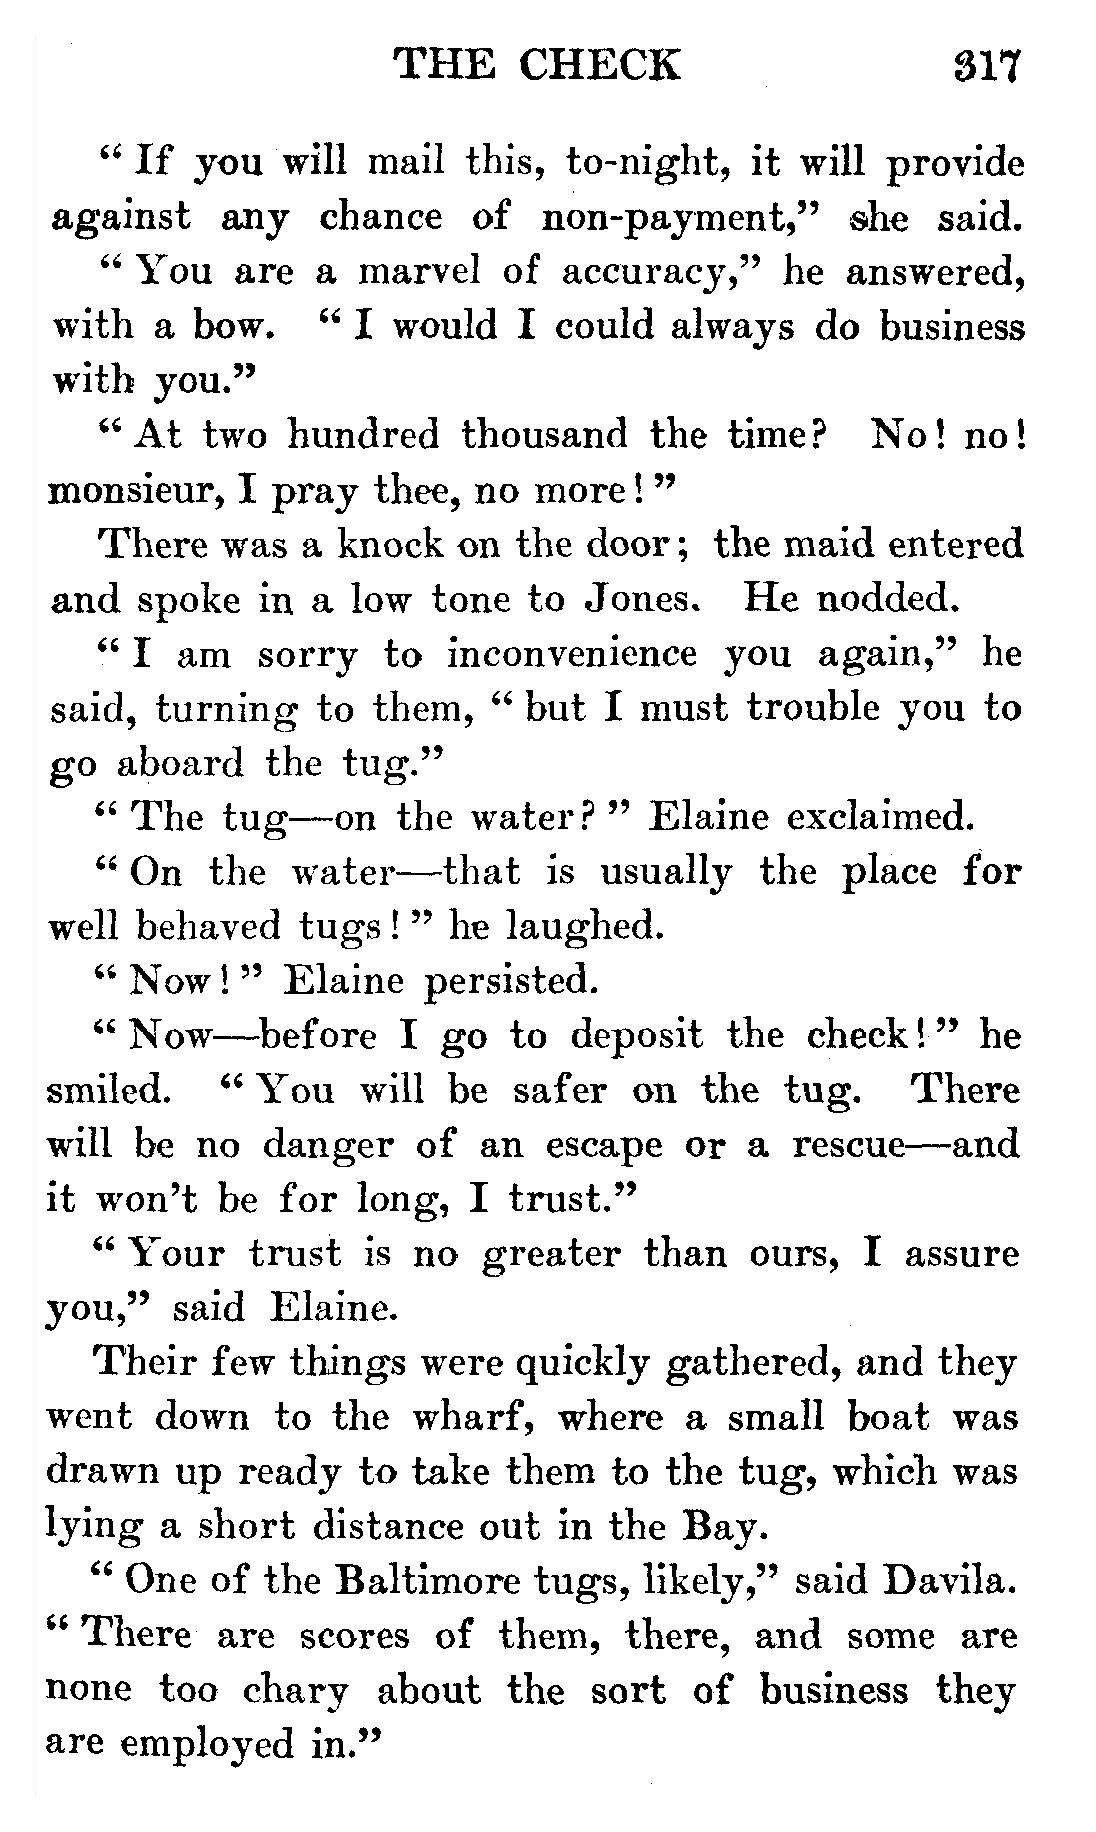 THE CHECK 317
“ If you will mail this, to-night, it will provide
against any chance of non-payment,” she said.
“ You are a marvel of accuracy,” he answered,
with a bow. “ I would I could always do business
with you.”
“ At two hundred thousand the time? No! no!
monsieur, I pray thee, no more! ”
There was a knock on the door; the maid entered
and spoke in a low tone to Jones. He nodded.
“ I am sorry to inconvenience you again,” he
said, turning to them, “ but I must trouble you to
go aboard the tug.”
“ The tug—on the water? ” Elaine exclaimed.
“ On the water—that is usually the place for
well behaved tugs! ” he laughed.
“ Now! ” Elaine persisted.
“ Now—before I go to deposit the check! ” he
smiled. “ You will be safer on the tug. There
will be no danger of an escape or a rescue—and
it won’t be for long, I trust.”
“ Your trust is no greater than ours, I assure
you,” said Elaine.
Their few things were quickly gathered, and they
went down to the wharf, where a small boat was
drawn up ready to take them to the tug, which was
lying a short distance out in the Bay.
“ One of the Baltimore tugs, likely,” said Davila.
“ There are scores of them, there, and some are
none too chary about the sort of business they
are employed in.”